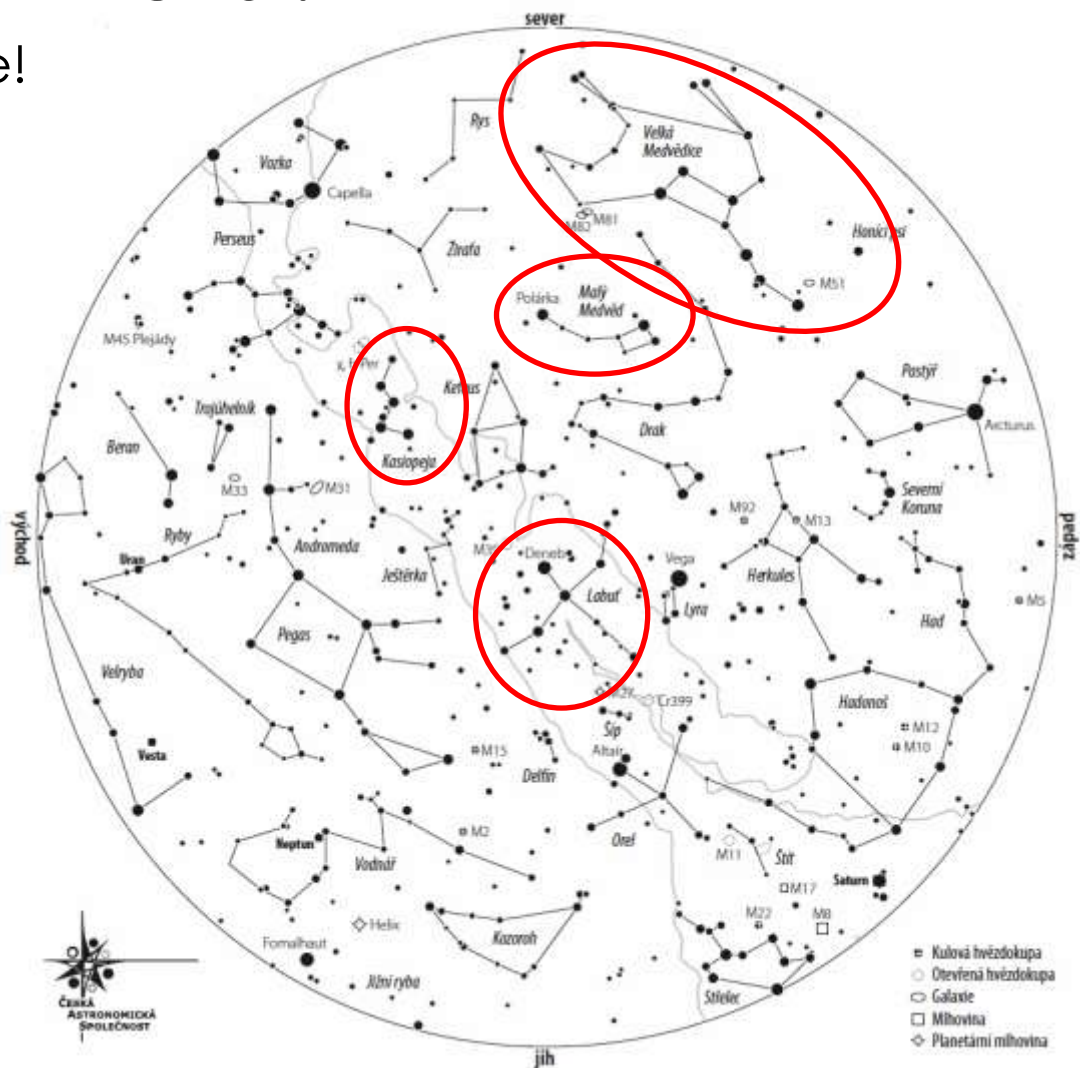 e!
sever
Rys
Velká
Medvědice
Vozka
Capella
M81
M82
Honicí psi
Perseus
Žirafa
M51
Polárka
Malý
Medvěd
M45 Plejády
Kefeus
Pastýř
Trojúhelník
Drak
Arcturus
Beran
Kasiopeja
M33
M31
Severní
Koruna
M92
M13
východ
západ
Ryby
Andromeda
Uran
Deneb
Vega
Ještěrka
Herkules
Labuť
Lyra
M5
Had
Pegas
Velryba
M27
Cr399
Hadonoš
Šíp
M12
M10
Vesta
M15
Altair
Delfín
M2
Neptun
Orel
Vodnář
M11
Štít
Saturn
M17
Helix
Kozoroh
M22
M8
Fomalhaut
Jižní ryba
Střelec
ČESKÁ
ASTRONOMICKÁ
SPOLEČNOST
Kulová hvězdokupa
Otevřená hvězdokupa
Galaxie
Mlhovina
Planetární mlhovina
jih